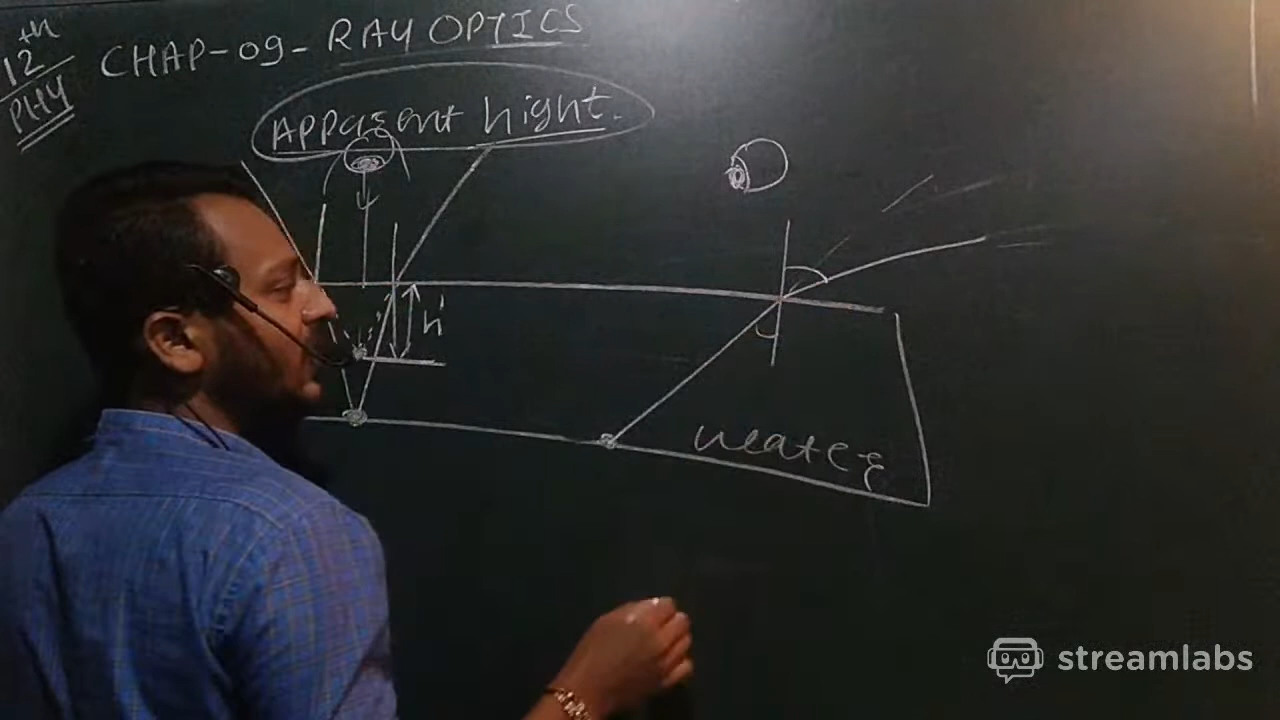 12th
PHY
CHAP-09-RAY OPTICS
Apparent hight.
h'
water
streamlabs